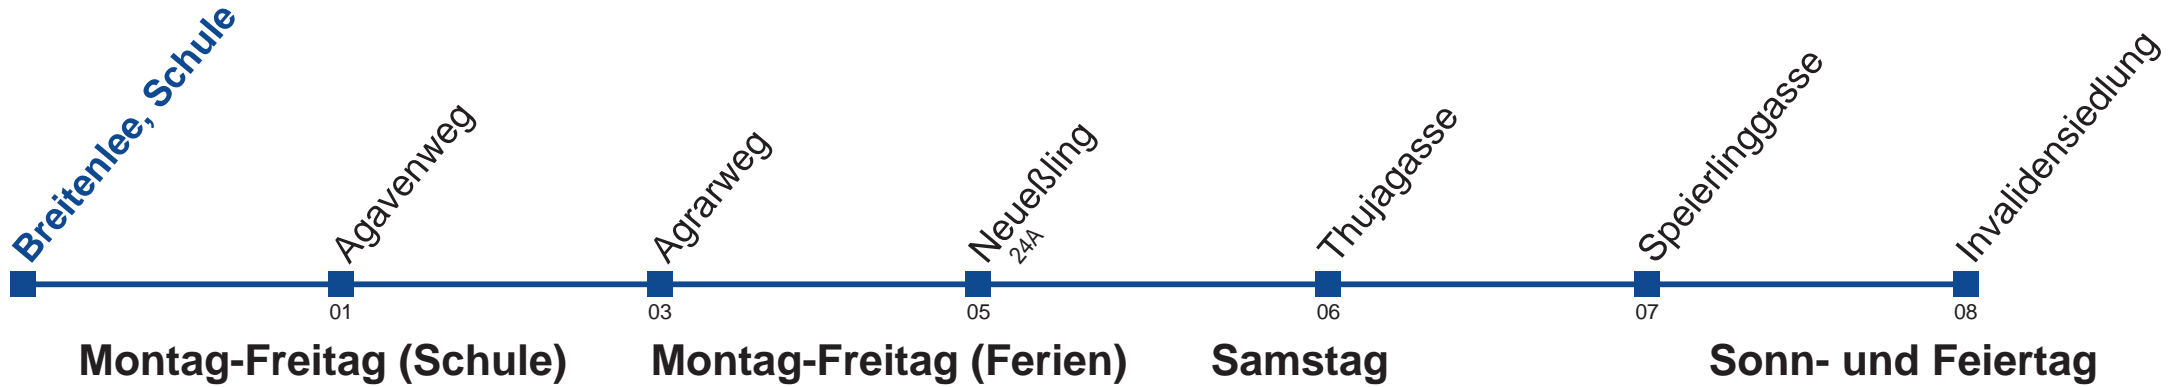 Breitenlee, Schule
Agavenweg
Agrarweg
Neueßling
24A
Thujagasse
Speierlinggasse
Invalidensiedlung
01 03 05 06 07 08
Montag-Freitag (Schule) Montag-Freitag (Ferien) Samstag Sonn- und Feiertag